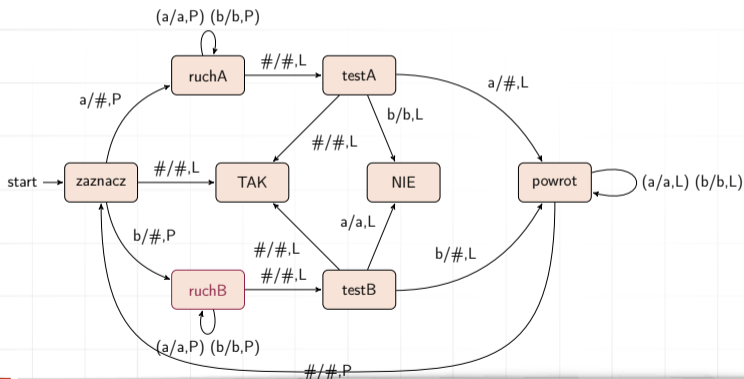 (a/a,P) (b/b,P)
ruchA
#/#,L
testA
a/#,P
a/#,L
b/b,L
#/#,L
start
zaznacz
#/#,L
TAK
NIE
powrot
(a/a,L) (b/b,L)
b/#,P
a/a,L
#/#,L
b/#,L
ruchB
#/#,L
testB
(a/a,P) (b/b,P)
#/#,P